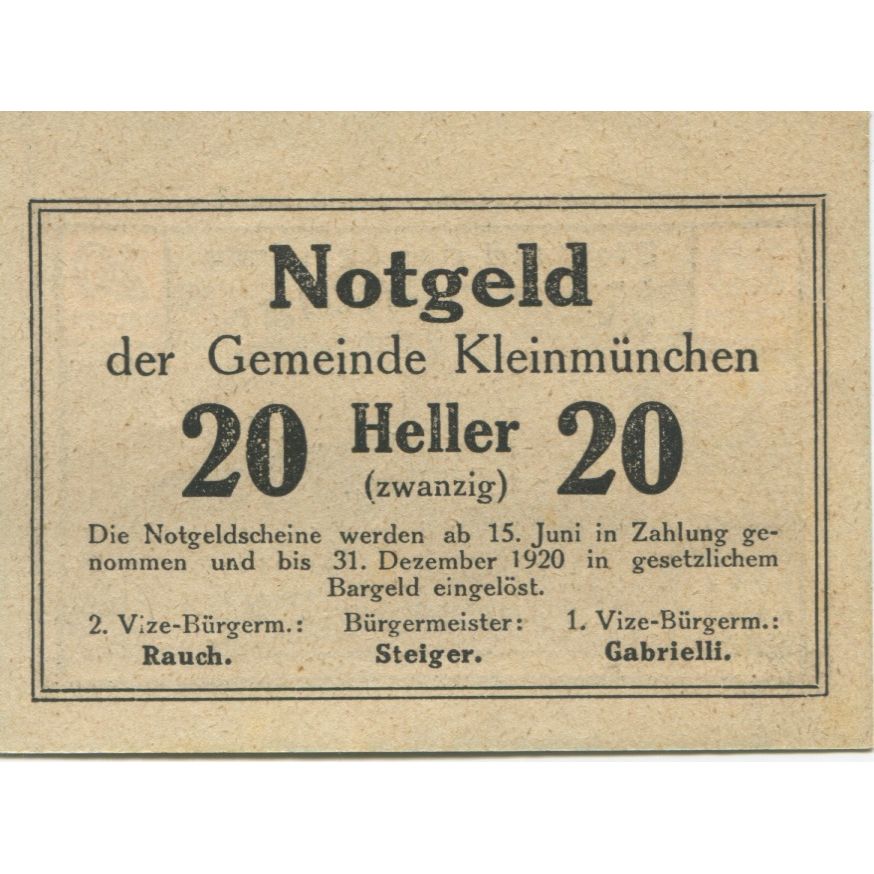 Notgeld
der Gemeinde Kleinmünchen
20 Heller 20
(zwanzig)
Die Notgeldscheine werden ab 15. Juni in Zahlung ge-
nommen und bis 31. Dezember 1920 in gesetzlichem
Bargeld eingelöst.
2. Vize-Bürgerm.: Bürgermeister: 1. Vize-Bürgerm.:
Rauch. Steiger. Gabrielli.